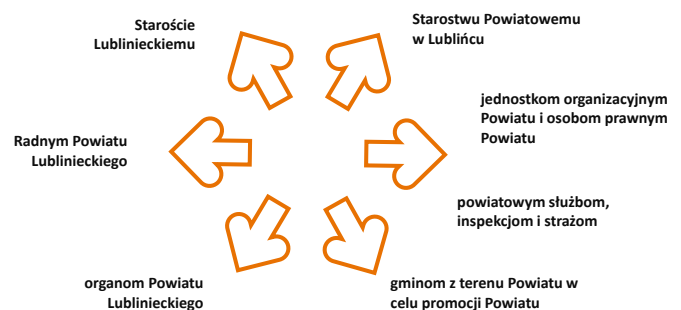 Staroście
Lublinieckiemu
Starostwu Powiatowemu
w Lublińcu
jednostkom organizacyjnym
Powiatu i osobom prawnym
Powiatu
Radnym Powiatu
Lublinieckiego
powiatowym służbom,
inspekcjom i strażom
organom Powiatu
Lublinieckiego
gminom z terenu Powiatu w
celu promocji Powiatu